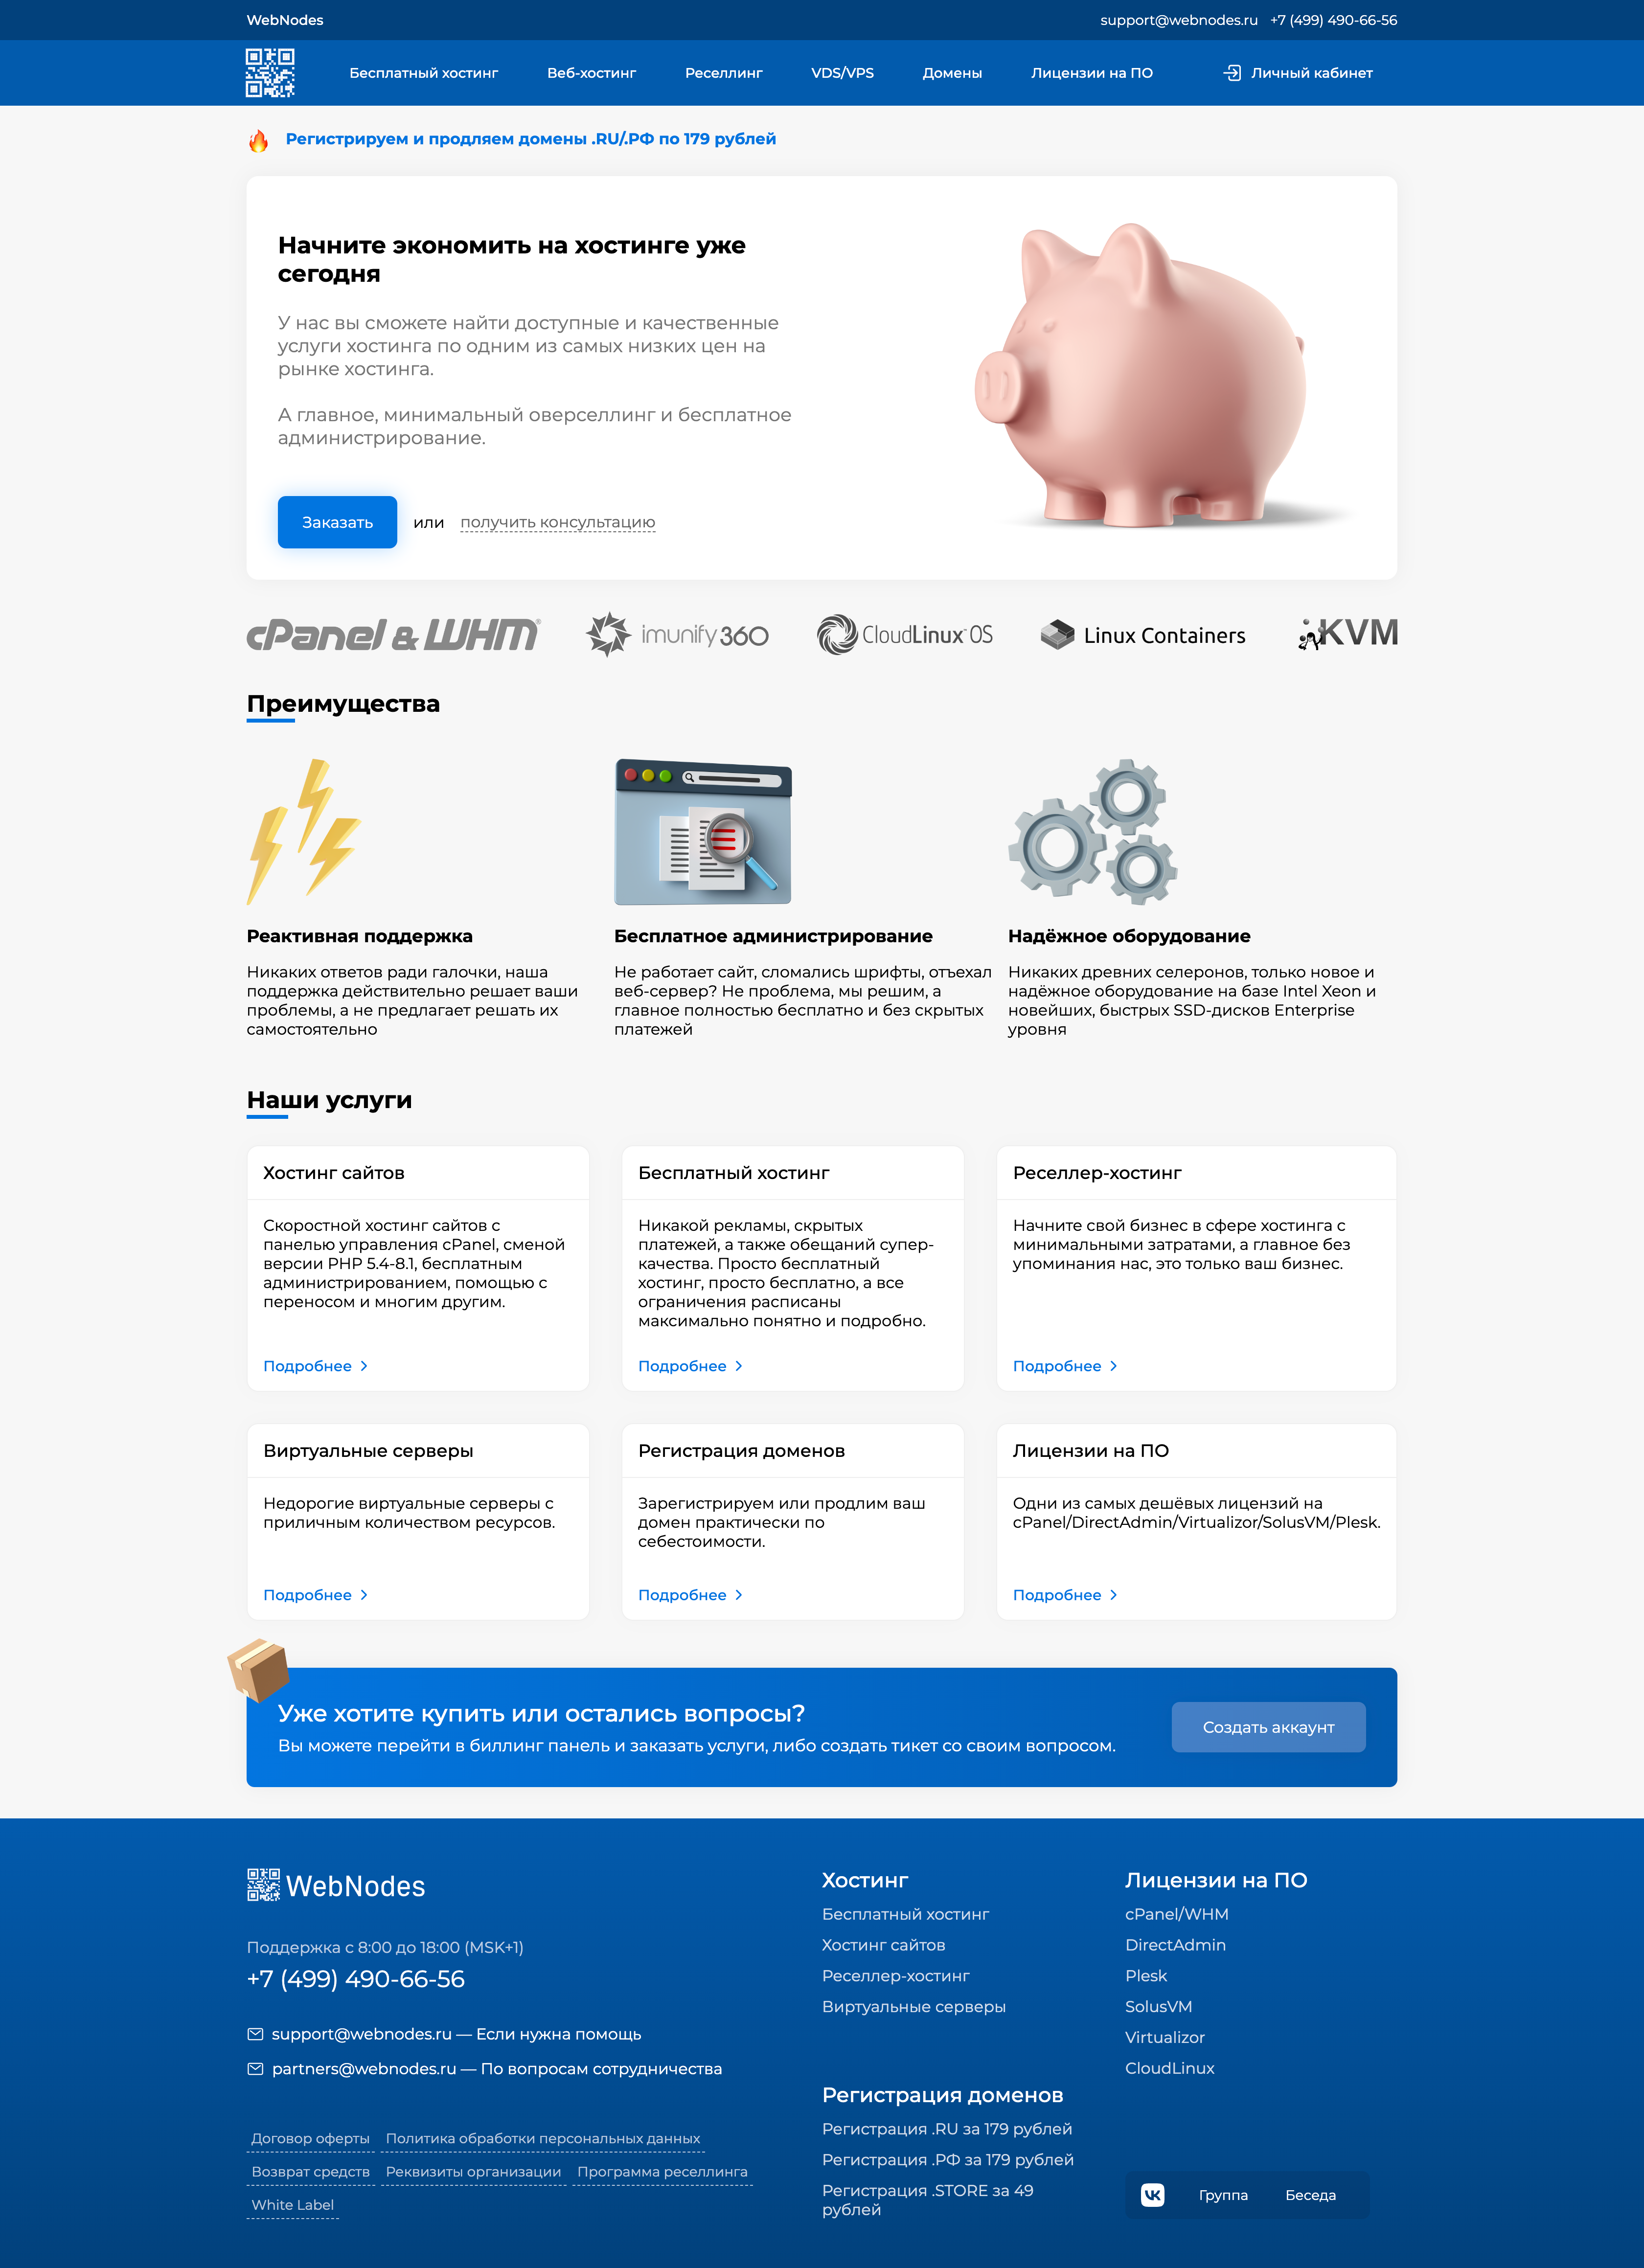 WebNodes
support@webnodes.ru +7 (499) 490-66-56
Бесплатный хостинг Веб-хостинг Реселлинг VDS/VPS Домены Лицензии на ПО Личный кабинет
Регистрируем и продляем домены .RU/.РФ по 179 рублей
Начните экономить на хостинге уже
сегодня
У нас вы сможете найти доступные и качественные
услуги хостинга по одним из самых низких цен на
рынке хостинга.
А главное, минимальный оверселлинг и бесплатное
администрирование.
Заказать или получить консультацию
cPanel & WHM® imunify360 CloudLinux™ OS Linux Containers KVM
Преимущества
Реактивная поддержка
Никаких ответов ради галочки, наша
поддержка действительно решает ваши
проблемы, а не предлагает решать их
самостоятельно
Бесплатное администрирование
Не работает сайт, сломались шрифты, отъехал
веб-сервер? Не проблема, мы решим, а
главное полностью бесплатно и без скрытых
платежей
Надёжное оборудование
Никаких древних селеронов, только новое и
надёжное оборудование на базе Intel Xeon и
новейших, быстрых SSD-дисков Enterprise
уровня
Наши услуги
Хостинг сайтов
Скоростной хостинг сайтов с
панелью управления cPanel, сменой
версии PHP 5.4-8.1, бесплатным
администрированием, помощью с
переносом и многим другим.
Подробнее
Бесплатный хостинг
Никакой рекламы, скрытых
платежей, а также обещаний супер-
качества. Просто бесплатный
хостинг, просто бесплатно, а все
ограничения расписаны
максимально понятно и подробно.
Подробнее
Реселлер-хостинг
Начните свой бизнес в сфере хостинга с
минимальными затратами, а главное без
упоминания нас, это только ваш бизнес.
Подробнее
Виртуальные серверы
Недорогие виртуальные серверы с
приличным количеством ресурсов.
Подробнее
Регистрация доменов
Зарегистрируем или продлим ваш
домен практически по
себестоимости.
Подробнее
Лицензии на ПО
Одни из самых дешёвых лицензий на
cPanel/DirectAdmin/Virtualizor/SolusVM/Plesk.
Подробнее
Уже хотите купить или остались вопросы?
Вы можете перейти в биллинг панель и заказать услуги, либо создать тикет со своим вопросом.
Создать аккаунт
WebNodes
Поддержка с 8:00 до 18:00 (MSK+1)
+7 (499) 490-66-56
support@webnodes.ru — Если нужна помощь
partners@webnodes.ru — По вопросам сотрудничества
Договор оферты Политика обработки персональных данных
Возврат средств Реквизиты организации Программа реселлинга
White Label
Хостинг
Бесплатный хостинг
Хостинг сайтов
Реселлер-хостинг
Виртуальные серверы
Регистрация доменов
Регистрация .RU за 179 рублей
Регистрация .РФ за 179 рублей
Регистрация .STORE за 49
рублей
Лицензии на ПО
cPanel/WHM
DirectAdmin
Plesk
SolusVM
Virtualizor
CloudLinux
Группа Беседа